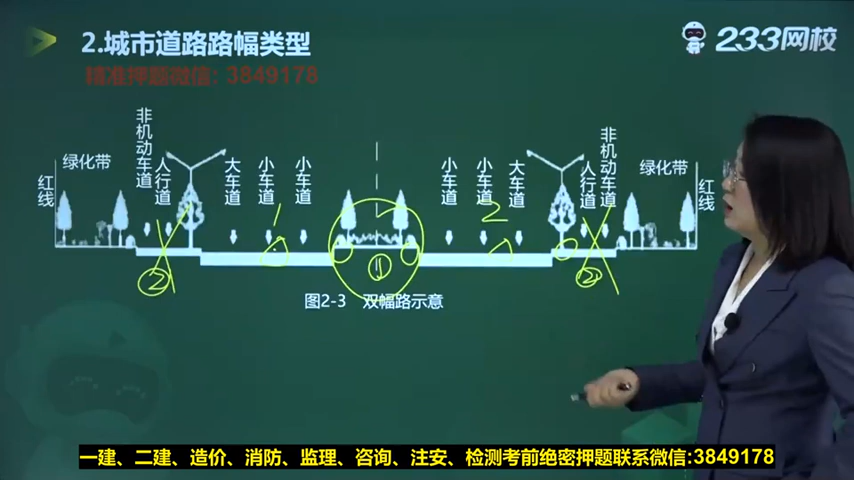 2.城市道路路幅类型
233网校
精准押题微信: 3849178
红线
绿化带
非机动车道
人行道
大车道
小车道
小车道
小车道
小车道
大车道
人行道
非机动车道
绿化带
红线
1
2
②
①
②
图2-3 双幅路示意
一建、二建、造价、消防、监理、咨询、注安、检测考前绝密押题联系微信:3849178